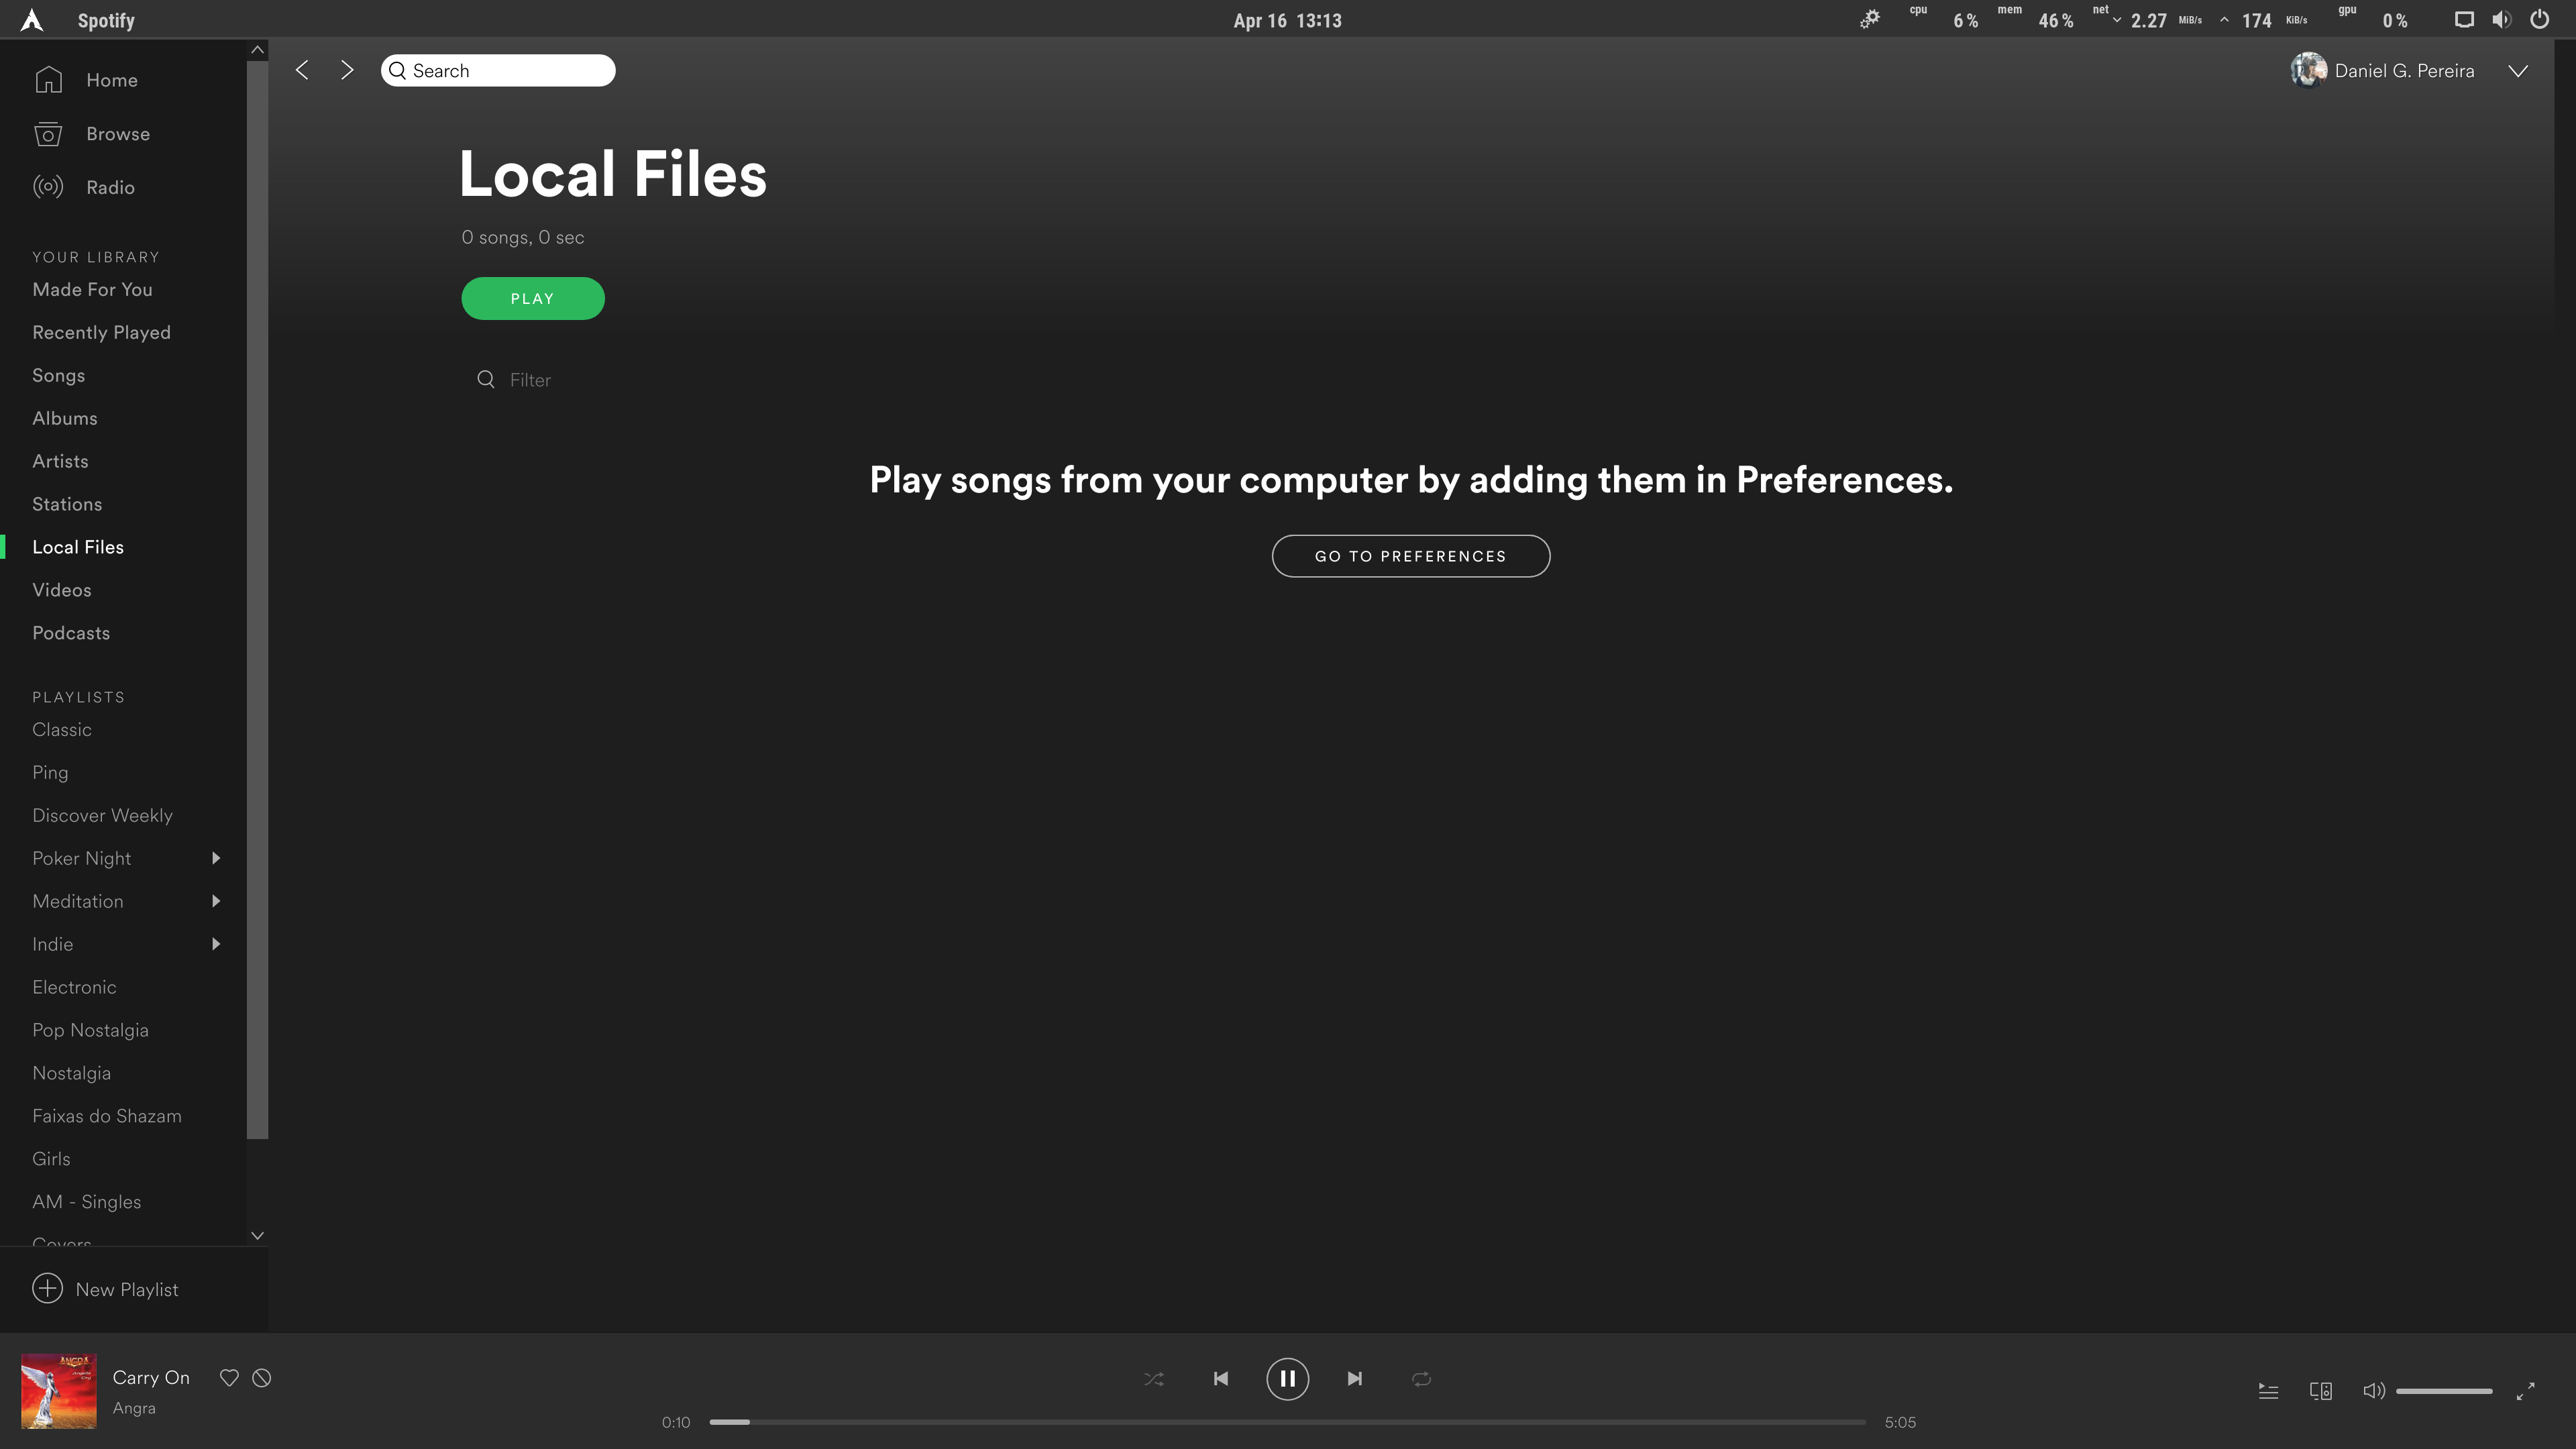 Spotify
Apr 16 13:13
cpu 6 % mem 46 % net 2.27 MiB/s 174 KiB/s gpu 0 %
Home
Browse
Radio
YOUR LIBRARY
Made For You
Recently Played
Songs
Albums
Artists
Stations
Local Files
Videos
Podcasts
PLAYLISTS
Classic
Ping
Discover Weekly
Poker Night
Meditation
Indie
Electronic
Pop Nostalgia
Nostalgia
Faixas do Shazam
Girls
AM - Singles
Covers
New Playlist
Search
Daniel G. Pereira
Local Files
0 songs, 0 sec
PLAY
Filter
Play songs from your computer by adding them in Preferences.
GO TO PREFERENCES
ANGRA
Carry On
Angra
0:10
5:05